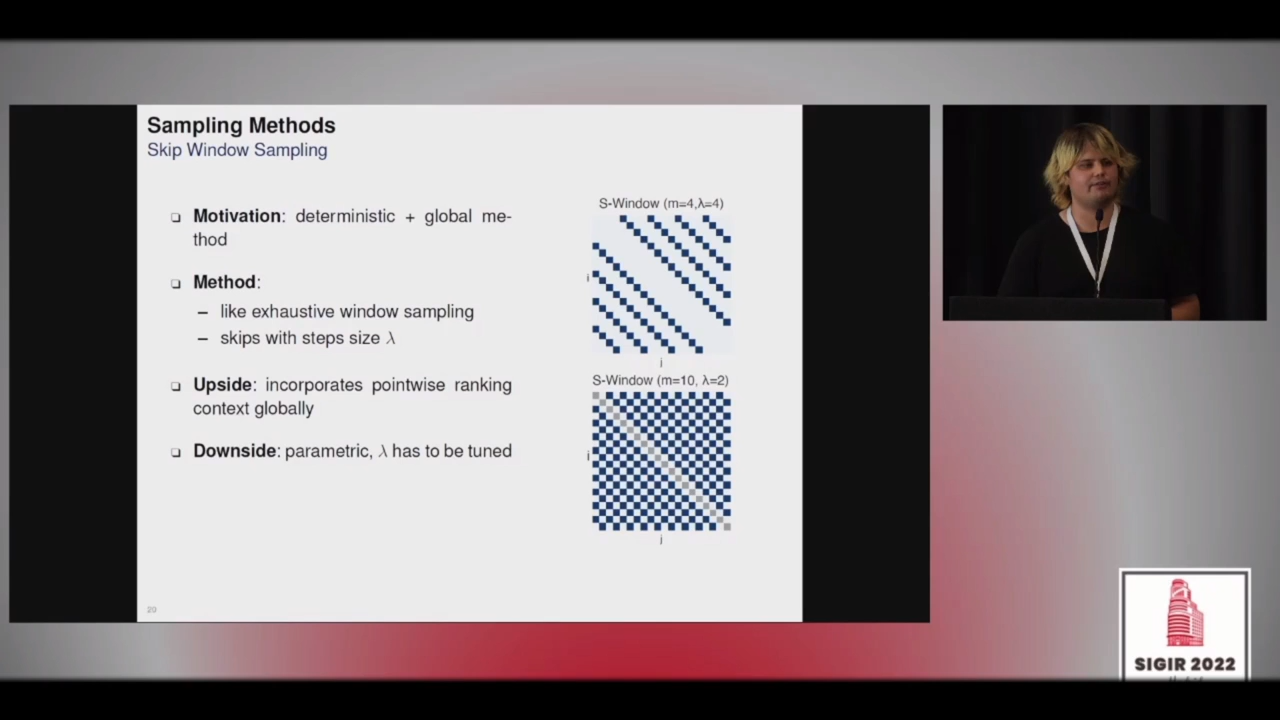 Sampling Methods
Skip Window Sampling
❏ Motivation: deterministic + global me-
thod
❏ Method:
– like exhaustive window sampling
– skips with steps size λ
❏ Upside: incorporates pointwise ranking
context globally
❏ Downside: parametric, λ has to be tuned
S-Window (m=4,λ=4)
i
j
S-Window (m=10, λ=2)
i
j
20
SIGIR 2022